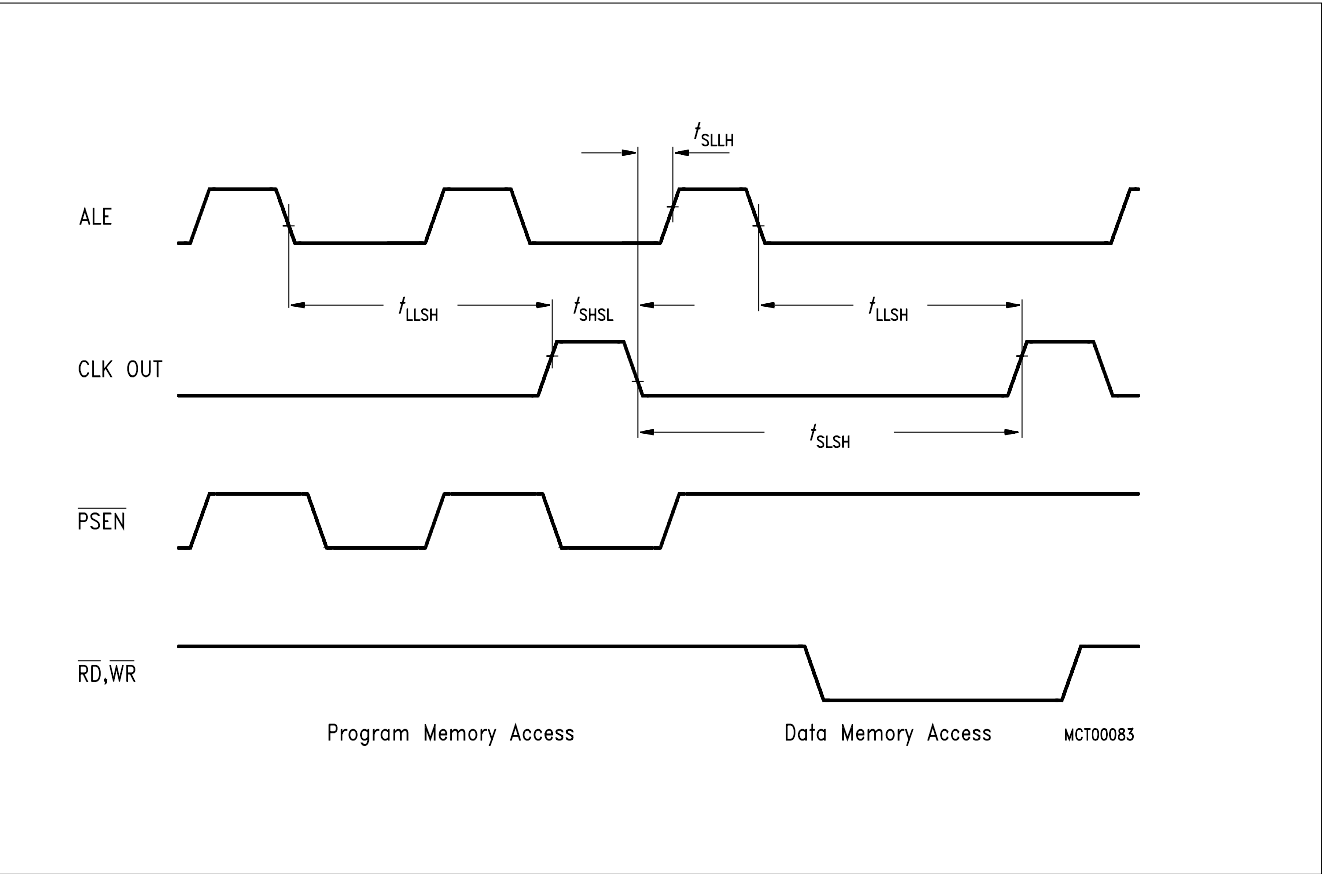 tSLLH
ALE
tLLSH
tSHSL
tLLSH
CLK OUT
tSLSH
PSEN
RD,WR
Program Memory Access
Data Memory Access
MCT00083